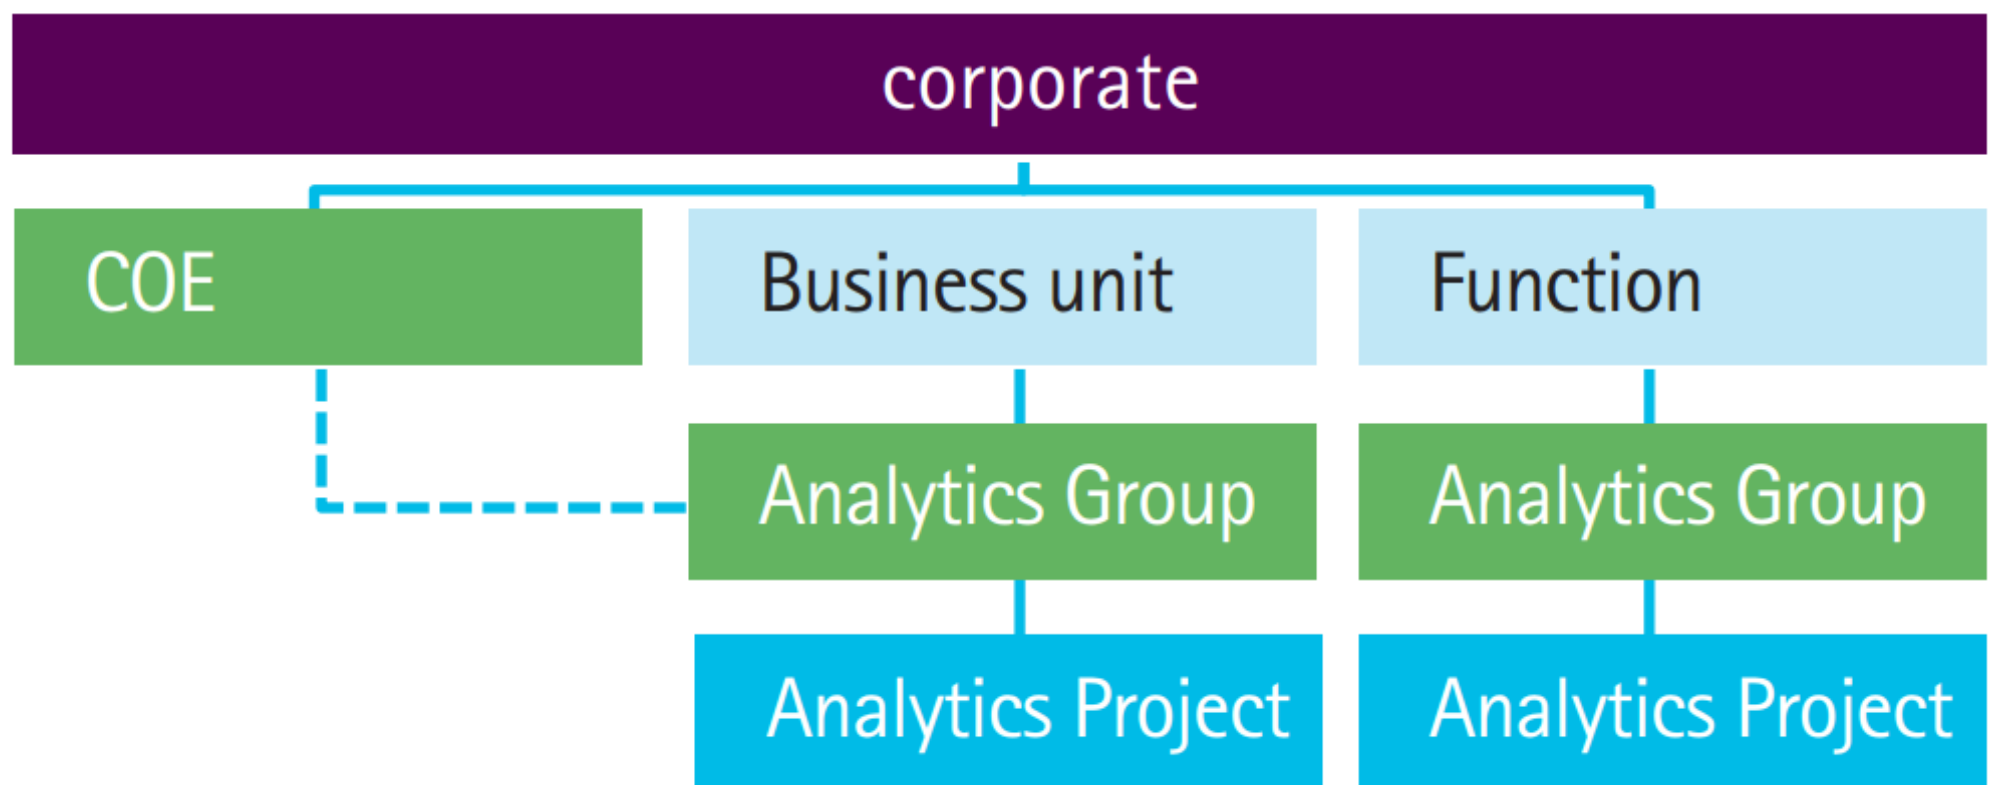 corporate
COE
Business unit
Function
Analytics Group
Analytics Group
Analytics Project
Analytics Project